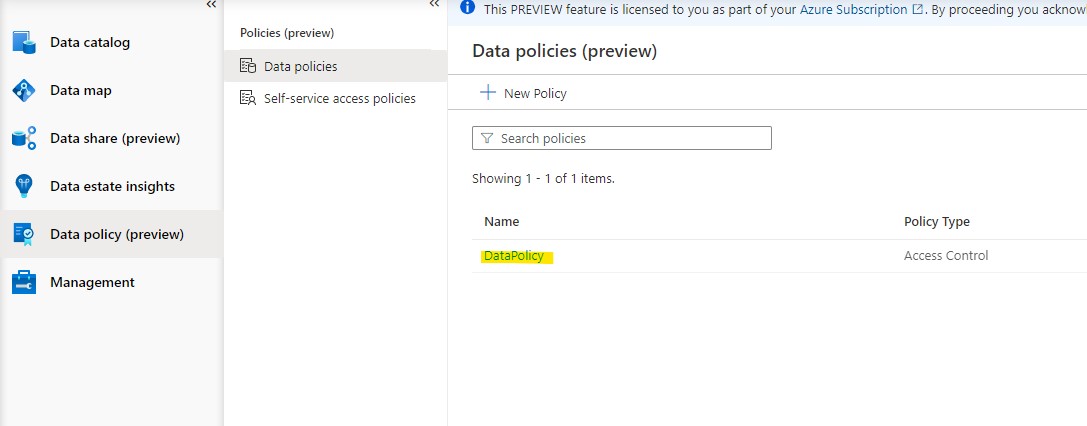 Data catalog
Data map
Data share (preview)
Data estate insights
Data policy (preview)
Management
Policies (preview)
Data policies
Self-service access policies
This PREVIEW feature is licensed to you as part of your Azure Subscription. By proceeding you acknowl
Data policies (preview)
New Policy
Search policies
Showing 1 - 1 of 1 items.
Name Policy Type
DataPolicy Access Control